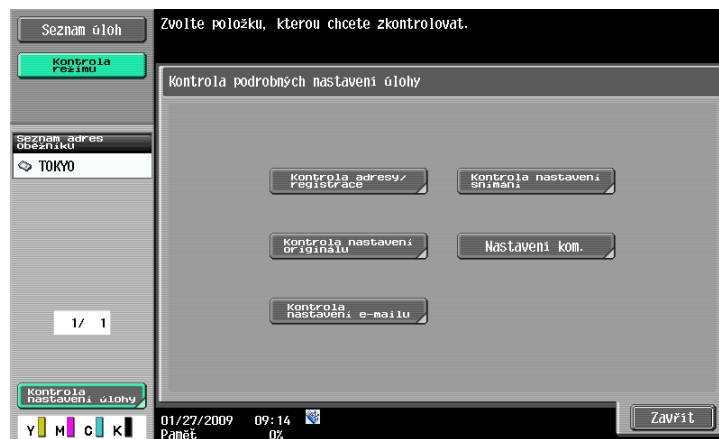 Seznam úloh
Zvolte položku, kterou chcete zkontrolovat.
Kontrola
režimu
Kontrola podrobných nastavení úlohy
Seznam adres
oběžníku
TOKYO
Kontrola adresy/
registrace
Kontrola nastavení
snímání
Kontrola nastavení
originálu
Nastavení kom.
Kontrola
nastavení e-mailu
1/ 1
Kontrola
nastavení úlohy
Y M C K
01/27/2009 09:14
Paměť 0%
Zavřít